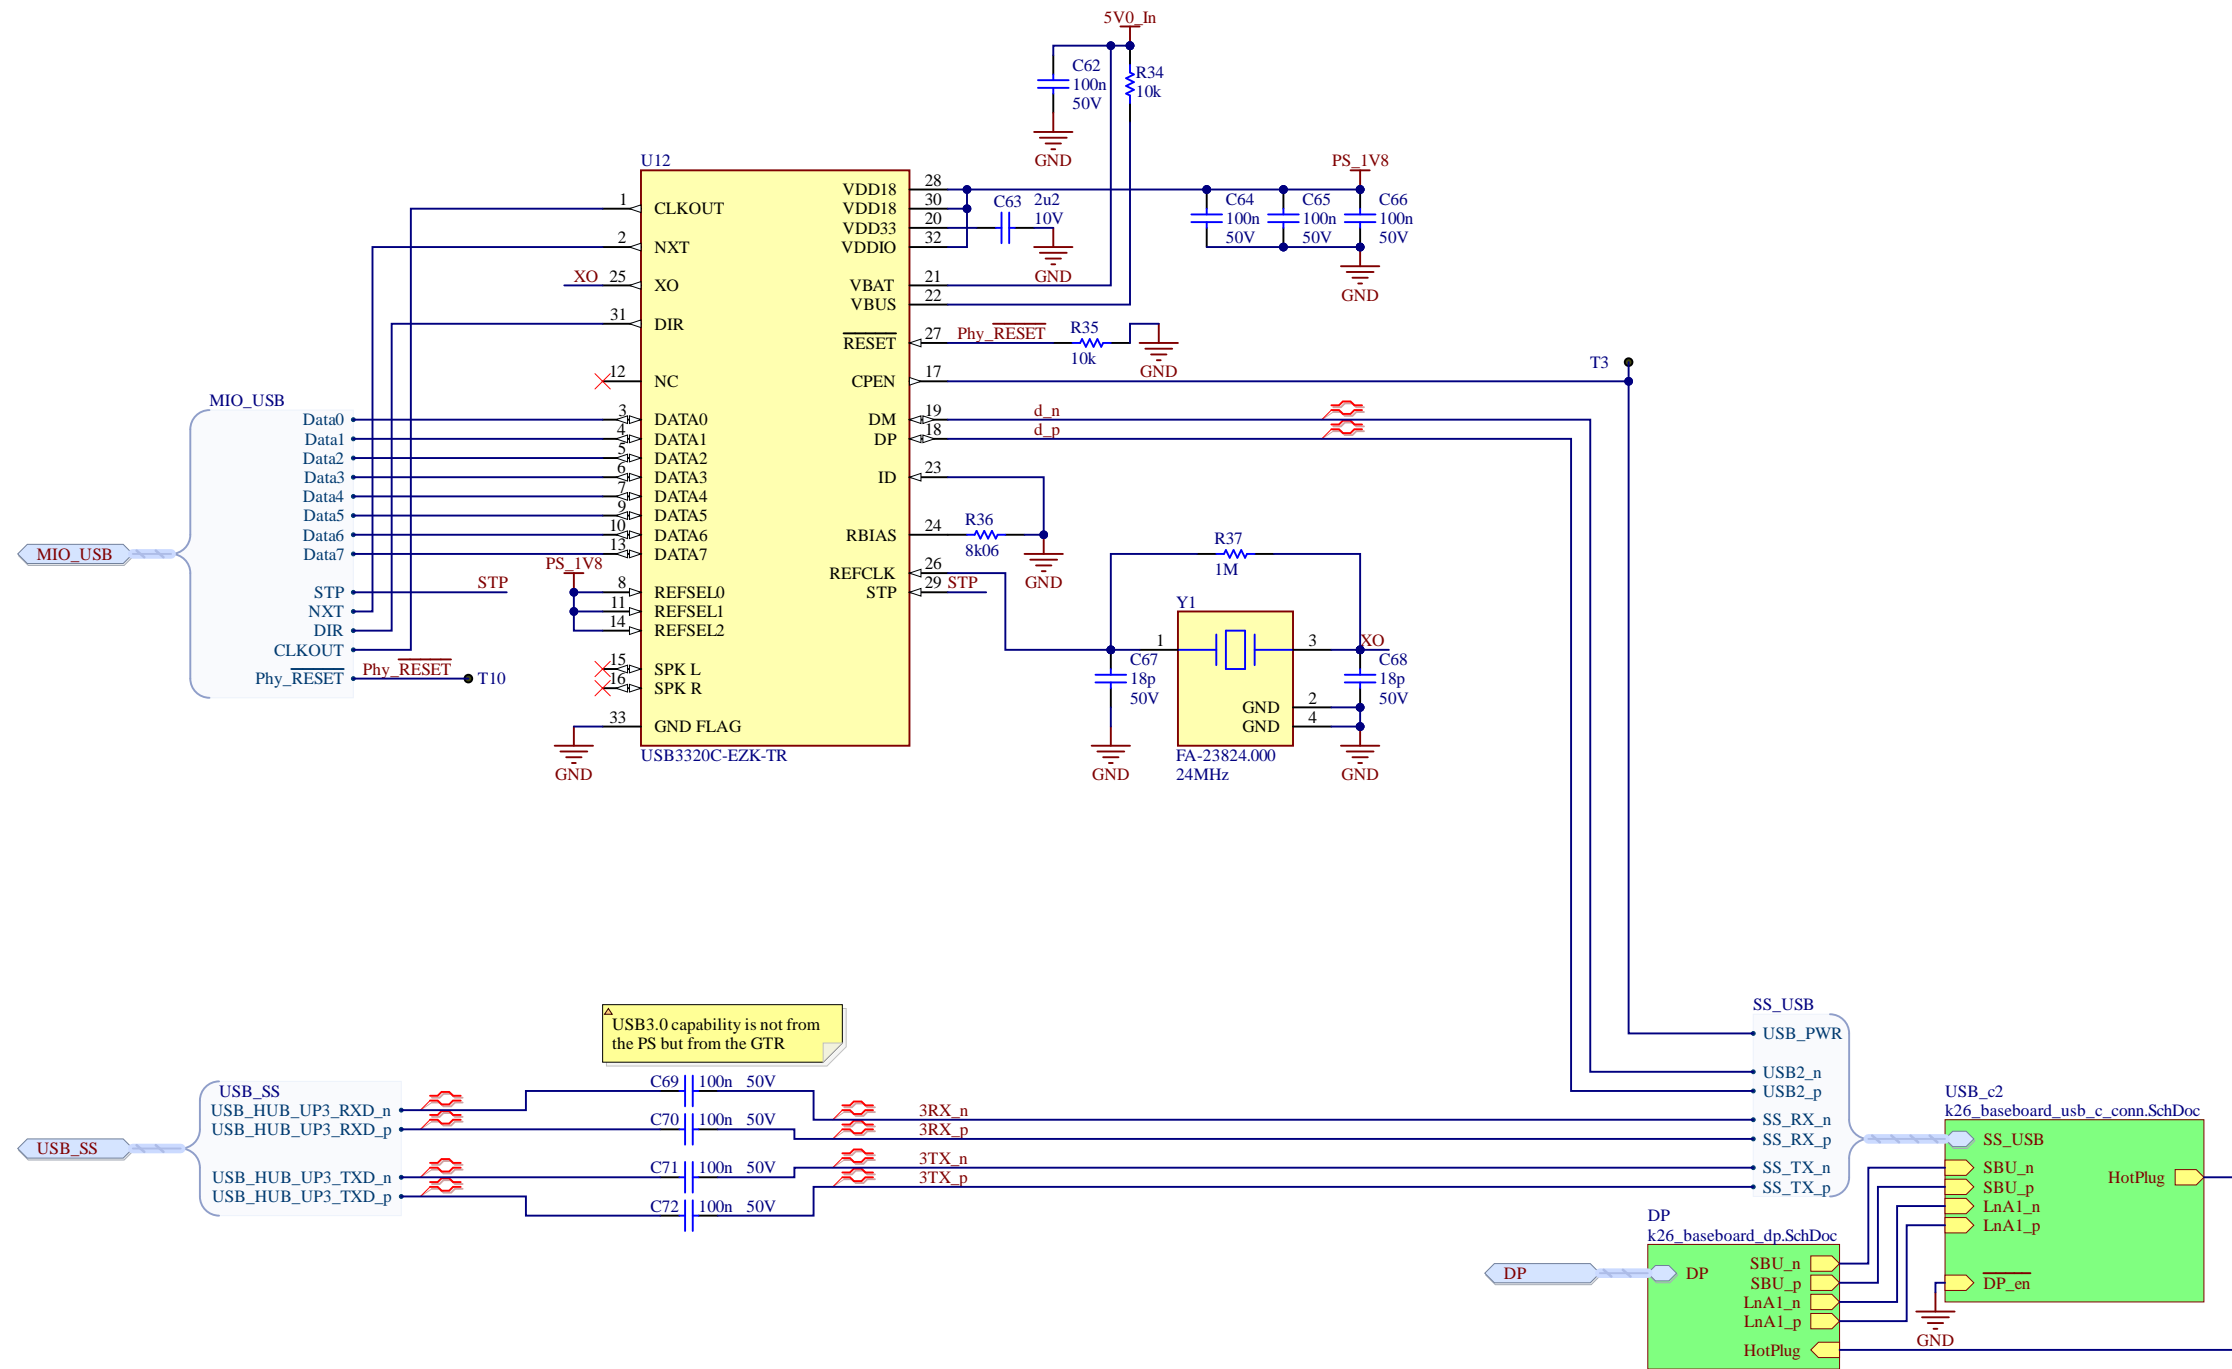 5V0_In
C62
100n
50V
R34
10k
GND
U12
PS_1V8
VDD18 28
VDD18 30
VDD33 20
VDDIO 32
C63 2u2
10V
GND
C64
100n
50V
C65
100n
50V
C66
100n
50V
GND
1 CLKOUT
2 NXT
XO 25 XO
31 DIR
12 NC
VBAT 21
VBUS 22
RESET 27 Phy_RESET R35
10k
GND
CPEN 17
T3
DM 19 d_n
DP 18 d_p
ID 23
RBIAS 24 R36
8k06
GND
REFCLK 26
STP 29 STP
MIO_USB
MIO_USB
Data0 3 DATA0
Data1 4 DATA1
Data2 5 DATA2
Data3 6 DATA3
Data4 7 DATA4
Data5 9 DATA5
Data6 10 DATA6
Data7 13 DATA7
PS_1V8
STP STP
NXT
DIR
CLKOUT
Phy_RESET Phy_RESET T10
8 REFSEL0
11 REFSEL1
14 REFSEL2
15 SPK L
16 SPK R
33 GND FLAG
GND
USB3320C-EZK-TR
R37
1M
Y1
1 3 XO
C67
18p
50V
C68
18p
50V
GND 2
GND 4
GND
FA-23824.000
24MHz
GND
USB3.0 capability is not from
the PS but from the GTR
USB_SS
USB_SS
USB_HUB_UP3_RXD_n
USB_HUB_UP3_RXD_p
USB_HUB_UP3_TXD_n
USB_HUB_UP3_TXD_p
C69 100n 50V
C70 100n 50V
C71 100n 50V
C72 100n 50V
3RX_n
3RX_p
3TX_n
3TX_p
SS_USB
USB_PWR
USB2_n
USB2_p
SS_RX_n
SS_RX_p
SS_TX_n
SS_TX_p
USB_c2
k26_baseboard_usb_c_conn.SchDoc
SS_USB
SBU_n
SBU_p
LnA1_n
LnA1_p
DP_en
HotPlug
GND
DP
k26_baseboard_dp.SchDoc
DP
DP
SBU_n
SBU_p
LnA1_n
LnA1_p
HotPlug